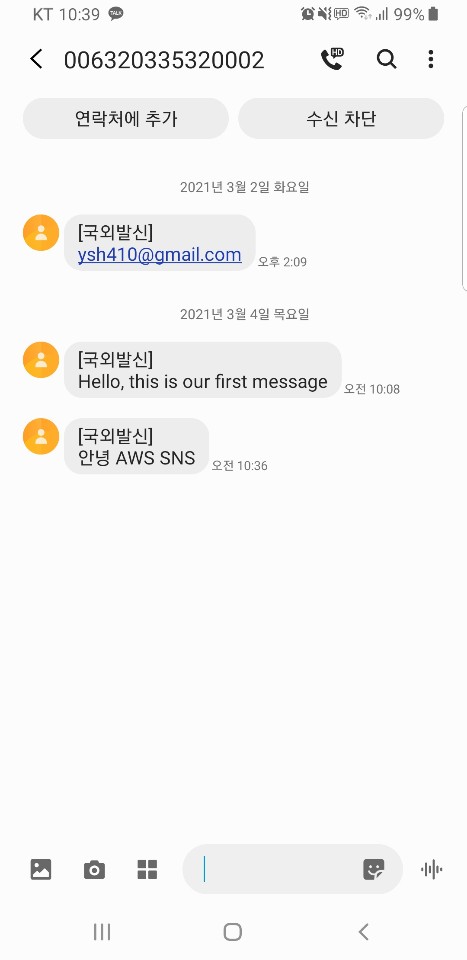 KT 10:39 TALK HD 99%
006320335320002 HD
연락처에 추가 수신 차단
2021년 3월 2일 화요일
[국외발신]
ysh410@gmail.com 오후 2:09
2021년 3월 4일 목요일
[국외발신]
Hello, this is our first message 오전 10:08
[국외발신]
안녕 AWS SNS 오전 10:36